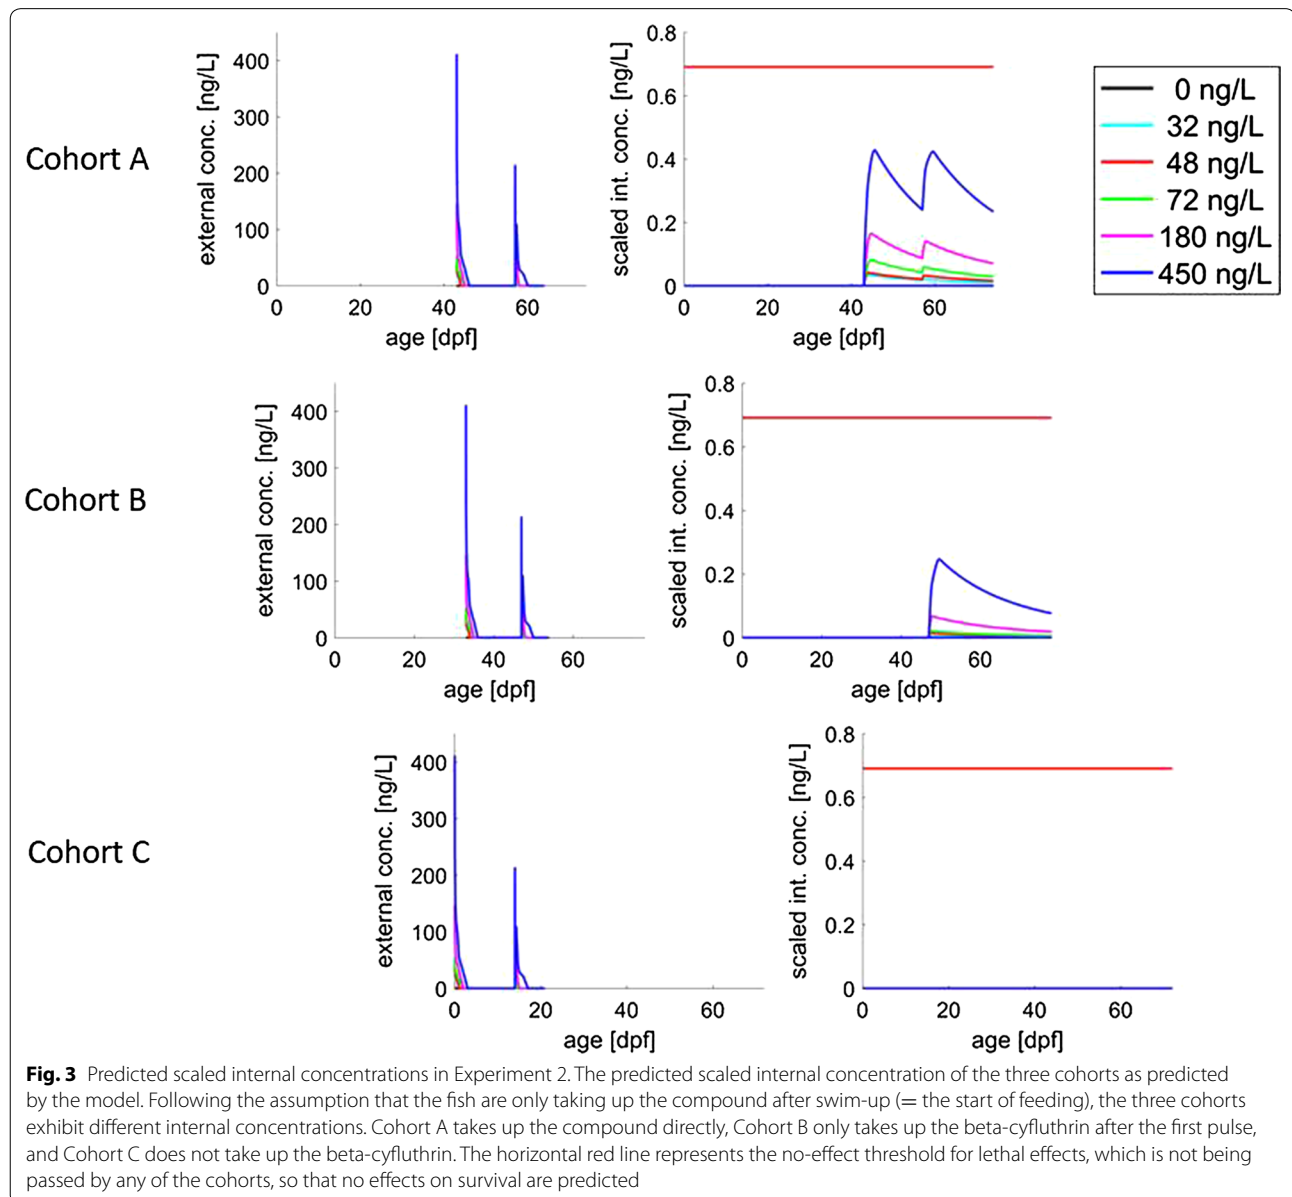 Cohort A
external conc. [ng/L]
400
300
200
100
0
0 20 40 60
age [dpf]
scaled int. conc. [ng/L]
0.8
0.6
0.4
0.2
0
0 20 40 60
age [dpf]
0 ng/L
32 ng/L
48 ng/L
72 ng/L
180 ng/L
450 ng/L
Cohort B
external conc. [ng/L]
400
300
200
100
0
0 20 40 60
age [dpf]
scaled int. conc. [ng/L]
0.8
0.6
0.4
0.2
0
0 20 40 60
age [dpf]
Cohort C
external conc. [ng/L]
400
300
200
100
0
0 20 40 60
age [dpf]
scaled int. conc. [ng/L]
0.8
0.6
0.4
0.2
0
0 20 40 60
age [dpf]
Fig. 3 Predicted scaled internal concentrations in Experiment 2. The predicted scaled internal concentration of the three cohorts as predicted
by the model. Following the assumption that the fish are only taking up the compound after swim-up (= the start of feeding), the three cohorts
exhibit different internal concentrations. Cohort A takes up the compound directly, Cohort B only takes up the beta-cyfluthrin after the first pulse,
and Cohort C does not take up the beta-cyfluthrin. The horizontal red line represents the no-effect threshold for lethal effects, which is not being
passed by any of the cohorts, so that no effects on survival are predicted